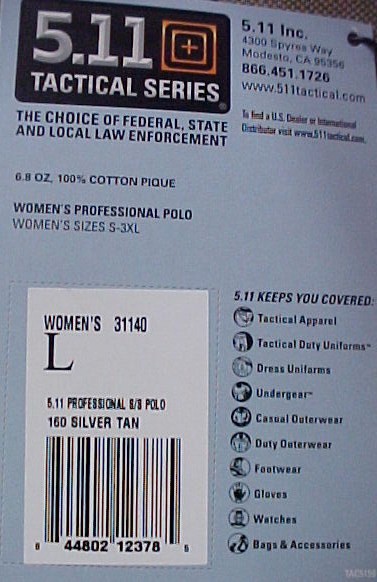 5.11
TACTICAL SERIES®
THE CHOICE OF FEDERAL, STATE
AND LOCAL LAW ENFORCEMENT
5.11 Inc.
4300 Spyres Way
Modesto, CA 95356
866.451.1726
www.511tactical.com
To find a U.S. Dealer or International
Distributor visit www.511tactical.com
6.8 OZ, 100% COTTON PIQUE
WOMEN'S PROFESSIONAL POLO
WOMEN'S SIZES S-3XL
WOMEN'S 31140
L
5.11 PROFESSIONAL S/S POLO
160 SILVER TAN
8 44802 12378 5
5.11 KEEPS YOU COVERED:
Tactical Apparel
Tactical Duty Uniforms™
Dress Uniforms
Undergear™
Casual Outerwear
Duty Outerwear
Footwear
Gloves
Watches
Bags & Accessories